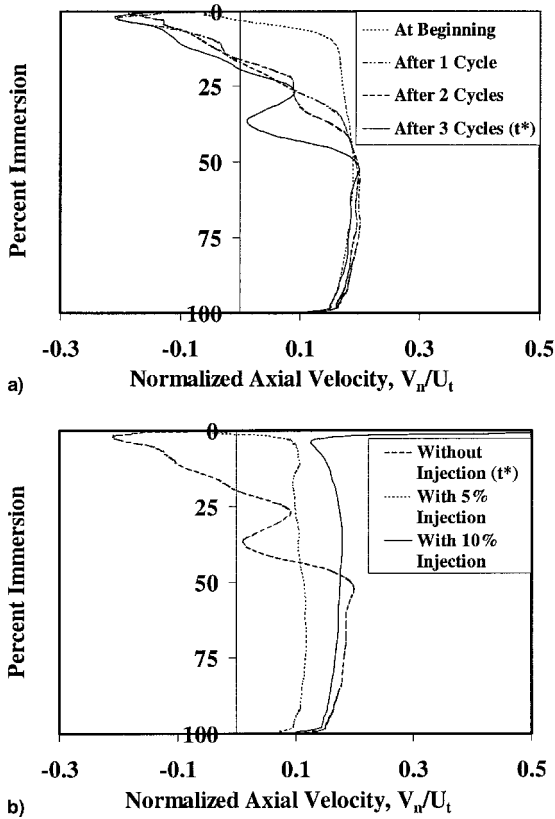 0
25
50
75
100
Percent Immersion
At Beginning
After 1 Cycle
After 2 Cycles
After 3 Cycles (t*)
-0.3
-0.1
0.1
0.3
0.5
Normalized Axial Velocity, Vn/Ut
a)
0
25
50
75
100
Percent Immersion
Without
Injection (t*)
With 5%
Injection
With 10%
Injection
-0.3
-0.1
0.1
0.3
0.5
Normalized Axial Velocity, Vn/Ut
b)